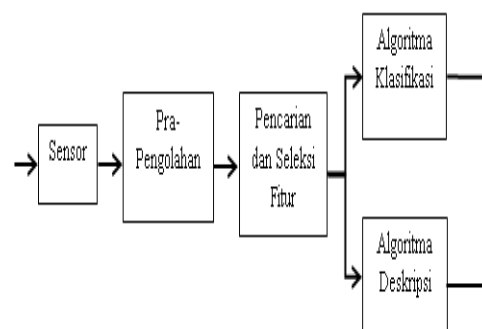 Sensor
Pra-
Pengolahan
Pencarian
dan Seleksi
Fitur
Algoritma
Klasifikasi
Algoritma
Deskripsi